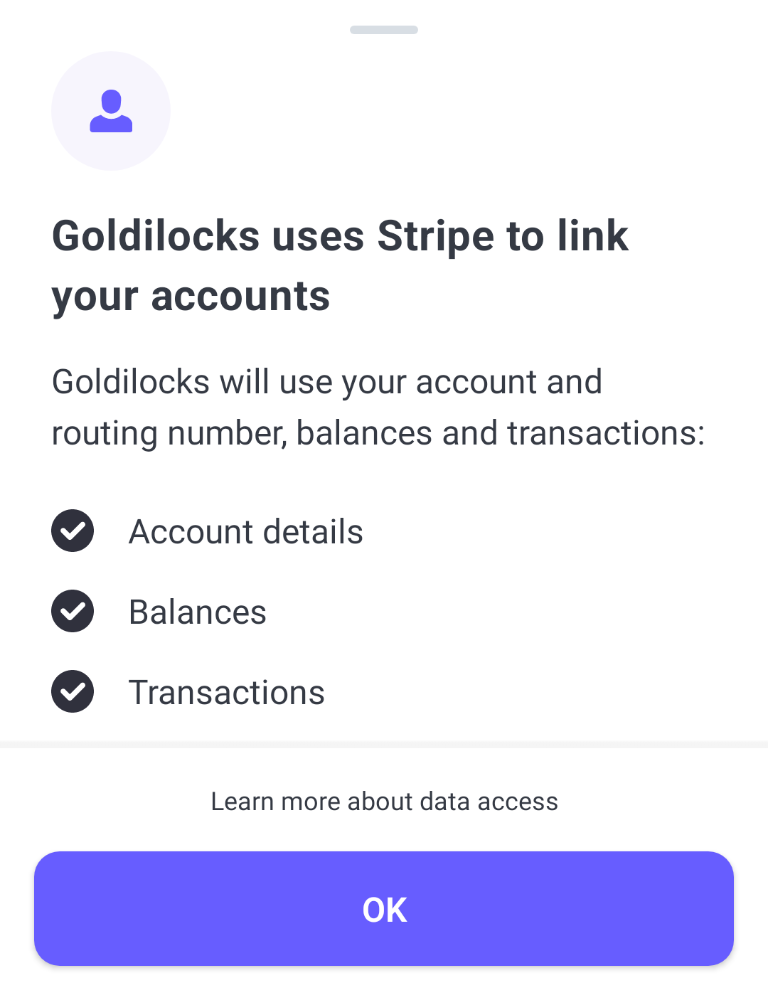 Goldilocks uses Stripe to link
your accounts
Goldilocks will use your account and
routing number, balances and transactions:
Account details
Balances
Transactions
Learn more about data access
OK